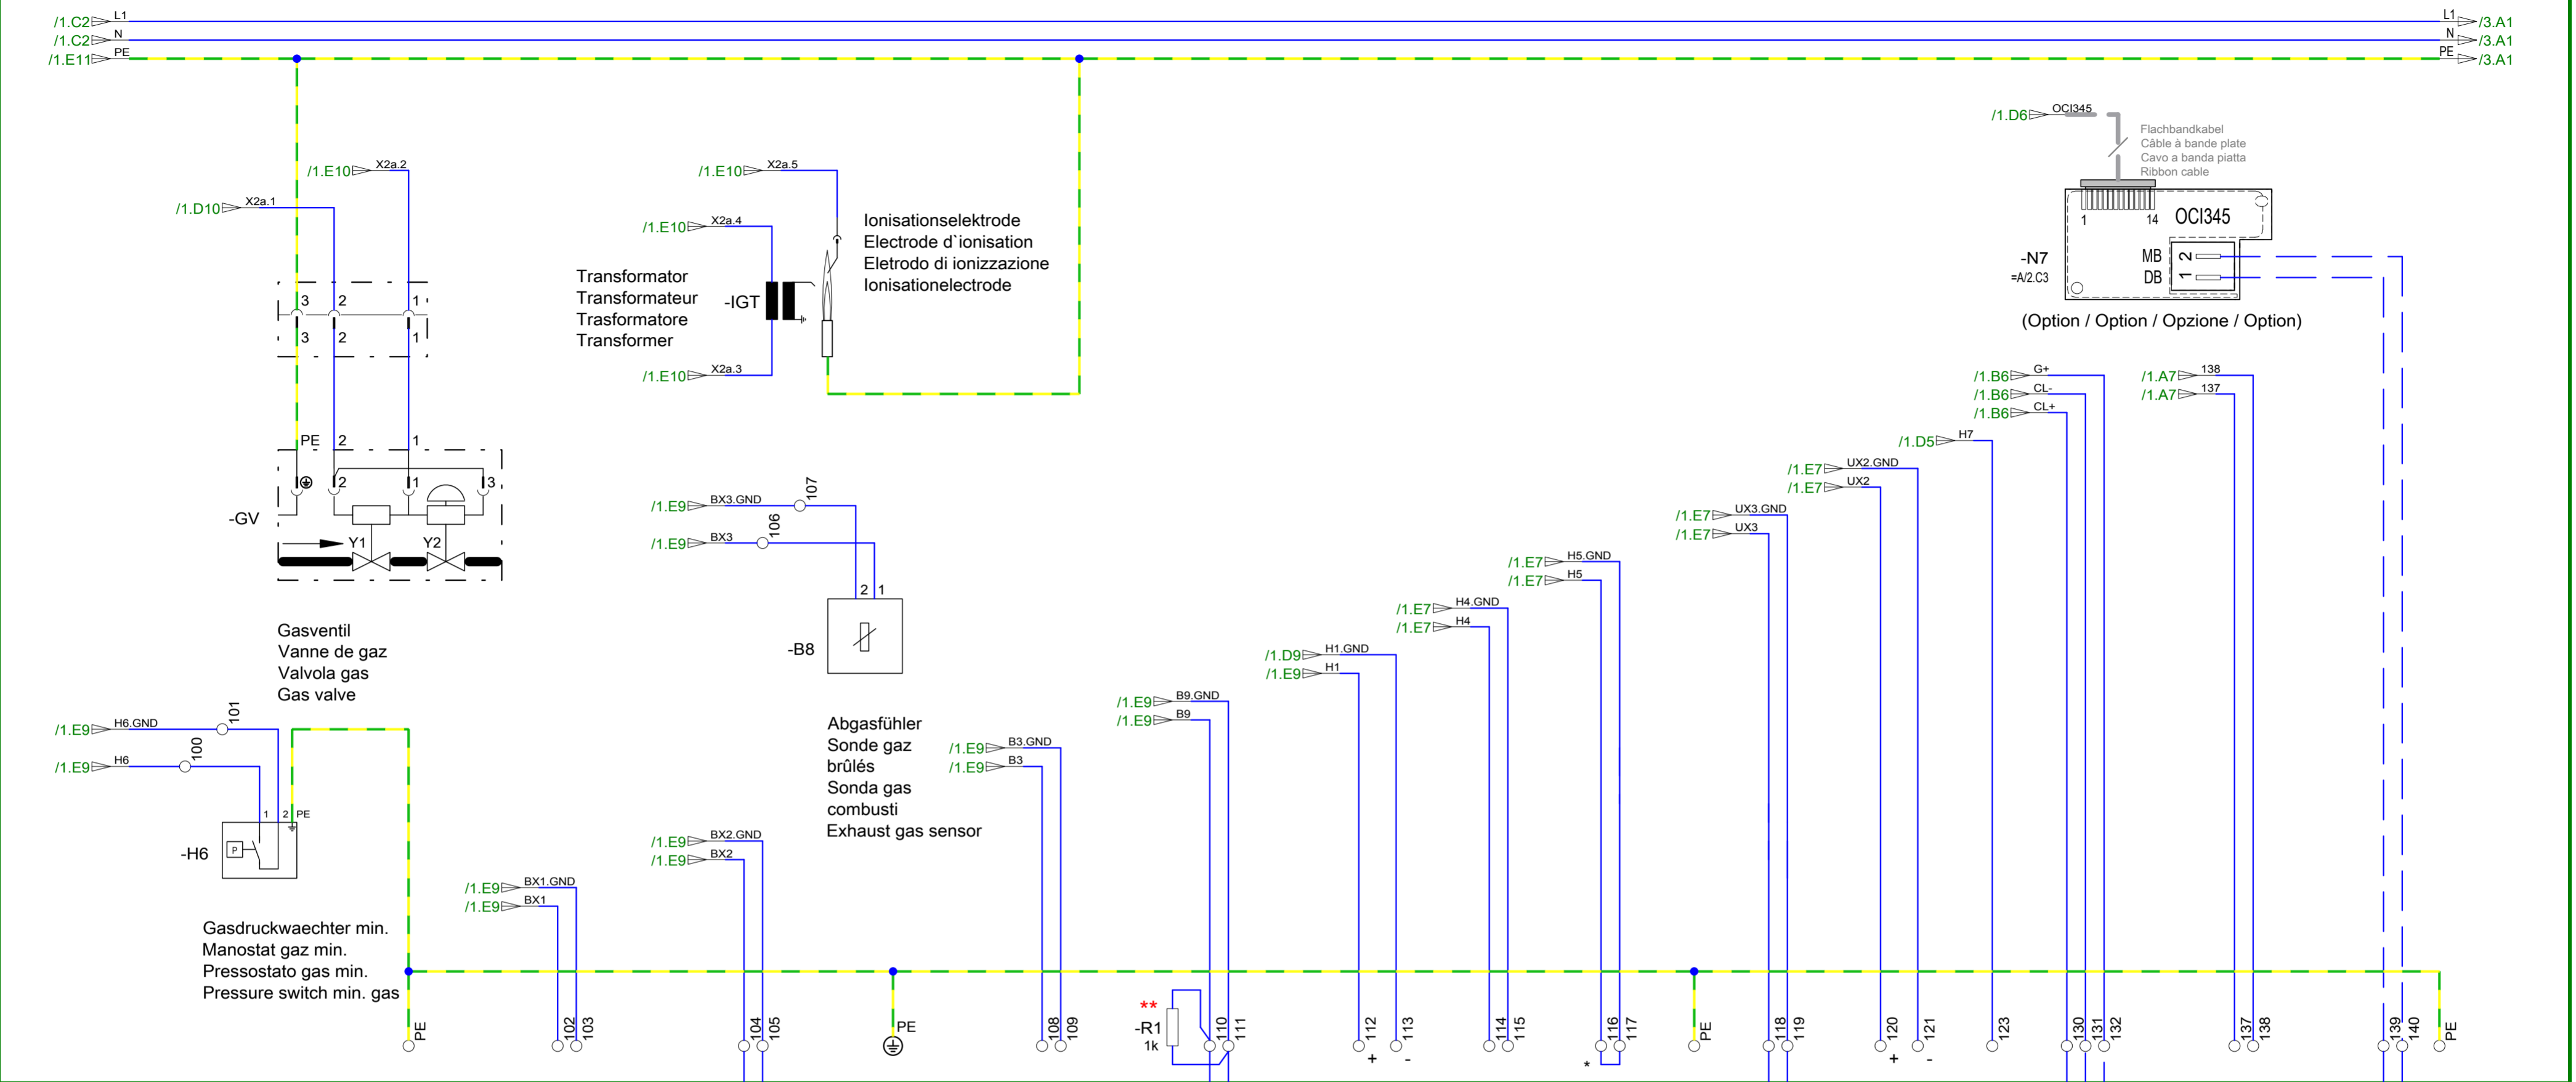 /1.C2 L1 L1 /3.A1
/1.C2 N N /3.A1
/1.E11 PE PE /3.A1
/1.D6 OCI345
Flachbandkabel
Câble à bande plate
Cavo a banda piatta
Ribbon cable
1 14 OCI345
-N7
=A/2.C3
MB 2
DB 1
(Option / Option / Opzione / Option)
/1.E10 X2a.2
/1.D10 X2a.1
3 2 1
3 2 1
PE 2 1
2 1 3
-GV
Y1 Y2
Gasventil
Vanne de gaz
Valvola gas
Gas valve
/1.E10 X2a.5
/1.E10 X2a.4
Ionisationselektrode
Electrode d`ionisation
Eletrodo di ionizzazione
Ionisationelectrode
Transformator
Transformateur
Trasformatore
Transformer
-IGT
/1.E10 X2a.3
/1.E9 BX3.GND 107
/1.E9 BX3 106
2 1
-B8
Abgasfühler
Sonde gaz
brûlés
Sonda gas
combusti
Exhaust gas sensor
/1.E9 H6.GND 101
/1.E9 H6 100
1 2 PE
P
-H6
Gasdruckwaechter min.
Manostat gaz min.
Pressostato gas min.
Pressure switch min. gas
/1.E9 BX1.GND
/1.E9 BX1
/1.E9 BX2.GND
/1.E9 BX2
/1.E9 B3.GND
/1.E9 B3
/1.E9 B9.GND
/1.E9 B9
/1.D9 H1.GND
/1.E9 H1
/1.E7 H4.GND
/1.E7 H4
/1.E7 H5.GND
/1.E7 H5
/1.E7 UX3.GND
/1.E7 UX3
/1.E7 UX2.GND
/1.E7 UX2
/1.D5 H7
/1.B6 G+
/1.B6 CL-
/1.B6 CL+
/1.A7 138
/1.A7 137
**
-R1
1k
PE 102 103 104 105 PE 108 109 110 111 112 113 114 115 116 117 PE 118 119 120 121 123 130 131 132 137 138 139 140 PE
+ - * + -